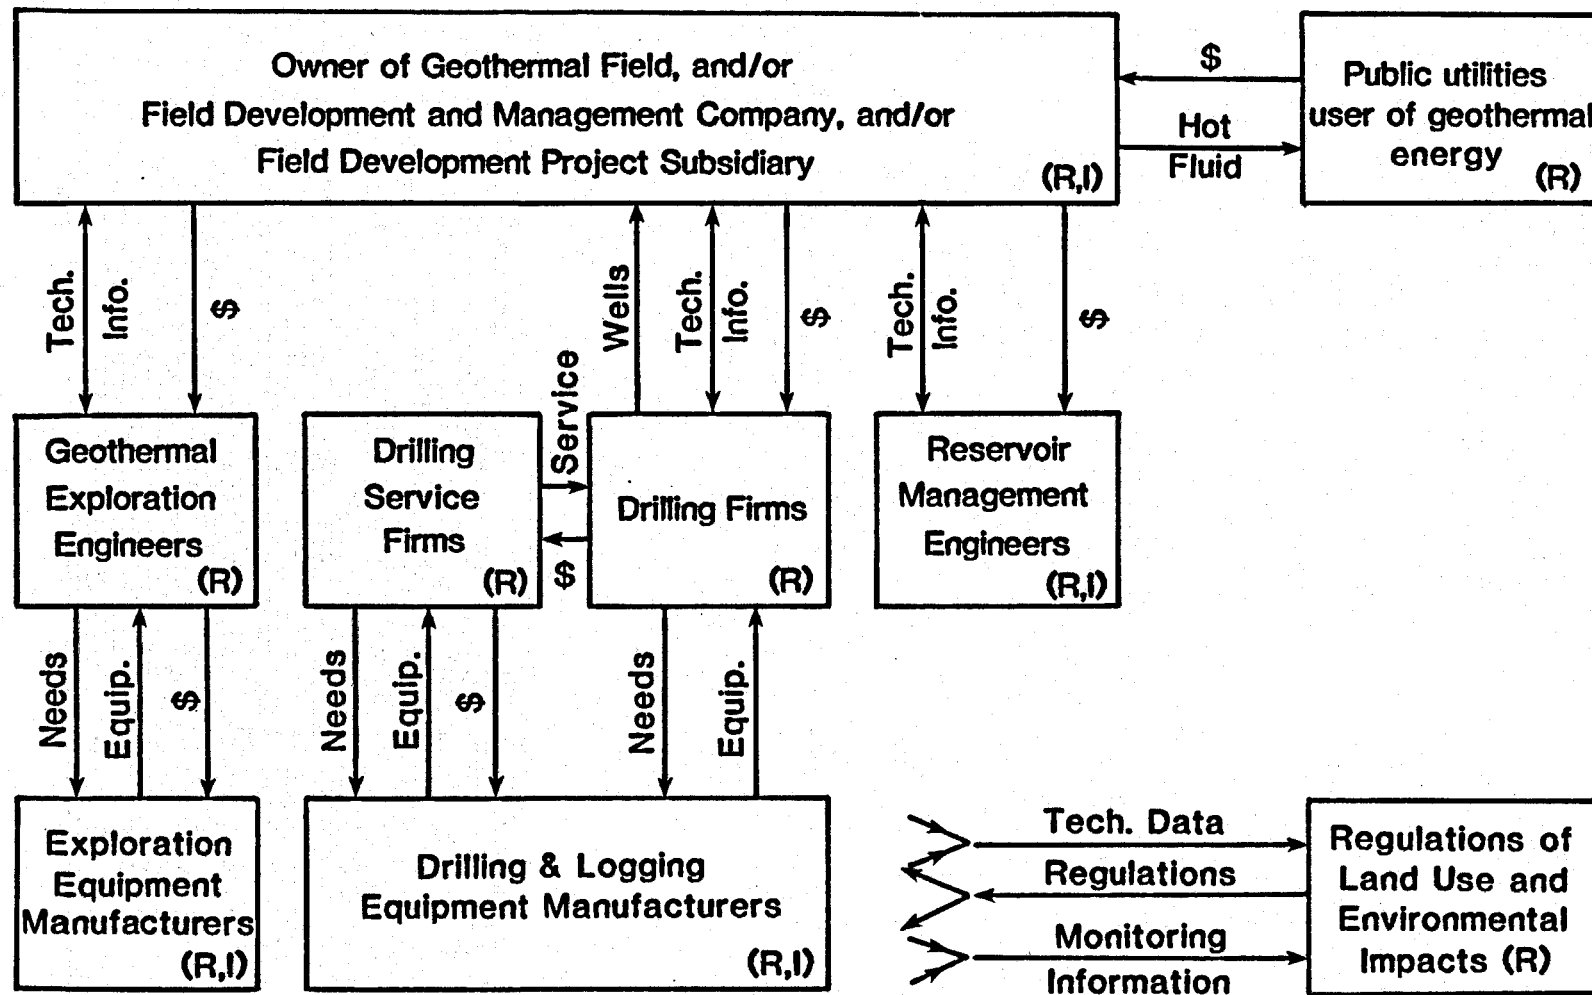 Owner of Geothermal Field, and/or
Field Development and Management Company, and/or
Field Development Project Subsidiary
(R,I)
$
Hot
Fluid
Public utilities
user of geothermal
energy
(R)
Tech.
Info.
$
Wells
Tech.
Info.
$
Tech.
Info.
$
Geothermal
Exploration
Engineers
(R)
Drilling
Service
Firms
(R)
Service
$
Drilling Firms
(R)
Reservoir
Management
Engineers
(R,I)
Needs
Equip.
$
Needs
Equip.
$
Needs
Equip.
Exploration
Equipment
Manufacturers
(R,I)
Drilling & Logging
Equipment Manufacturers
(R,I)
Tech. Data
Regulations
Monitoring
Information
Regulations of
Land Use and
Environmental
Impacts (R)